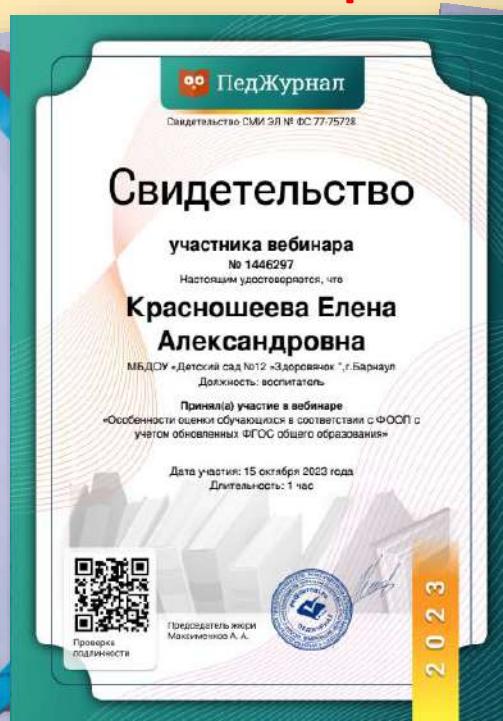 ПедЖурнал
Свидетельство СМИ ЭЛ № ФС 77-75728
Свидетельство
участника вебинара
№ 1446297
Настоящим удостоверяется, что
Красношеева Елена
Александровна
МБДОУ «Детский сад №12 «Здоровячок",г.Барнаул
Должность: воспитатель
Принял(а) участие в вебинаре
«Особенности оценки обучающихся в соответствии с ФООП с
учетом обновленных ФГОС общего образования»
Дата участия: 15 октября 2023 года
Длительность: 1 час
Проверка
подлинности
Председатель жюри
Максименков А. А.
2023